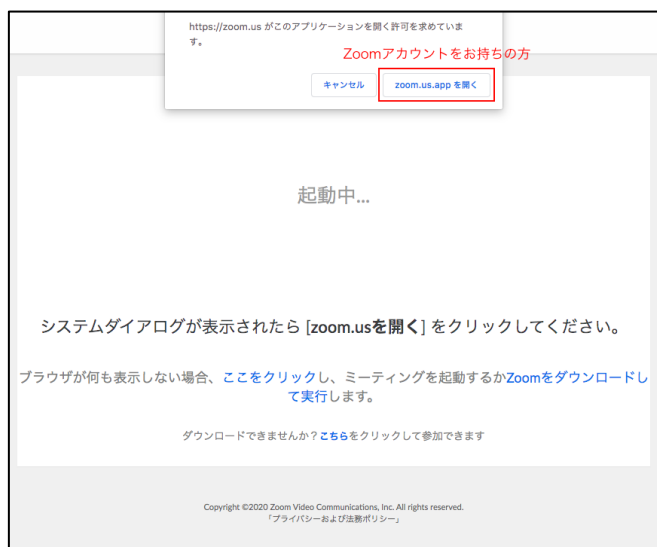 https://zoom.us がこのアプリケーションを開く許可を求めていま
す。
Zoomアカウントをお持ちの方
キャンセル
zoom.us.app を開く
起動中...
システムダイアログが表示されたら [zoom.usを開く] をクリックしてください。
ブラウザが何も表示しない場合、ここをクリックし、ミーティングを起動するかZoomをダウンロードし
て実行します。
ダウンロードできませんか？こちらをクリックして参加できます
Copyright ©2020 Zoom Video Communications, Inc. All rights reserved.
「プライバシーおよび法務ポリシー」